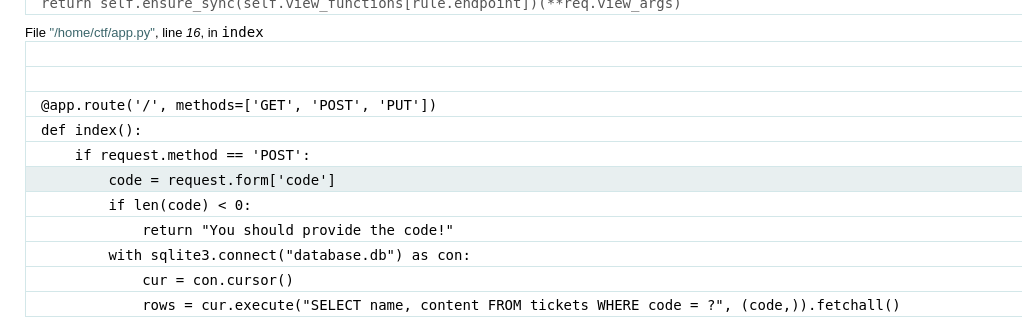 return self.ensure_sync(self.view_functions[rule.endpoint])(**req.view_args)
File "/home/ctf/app.py", line 16, in index
@app.route('/', methods=['GET', 'POST', 'PUT'])
def index():
    if request.method == 'POST':
        code = request.form['code']
        if len(code) < 0:
            return "You should provide the code!"
        with sqlite3.connect("database.db") as con:
            cur = con.cursor()
            rows = cur.execute("SELECT name, content FROM tickets WHERE code = ?", (code,)).fetchall()